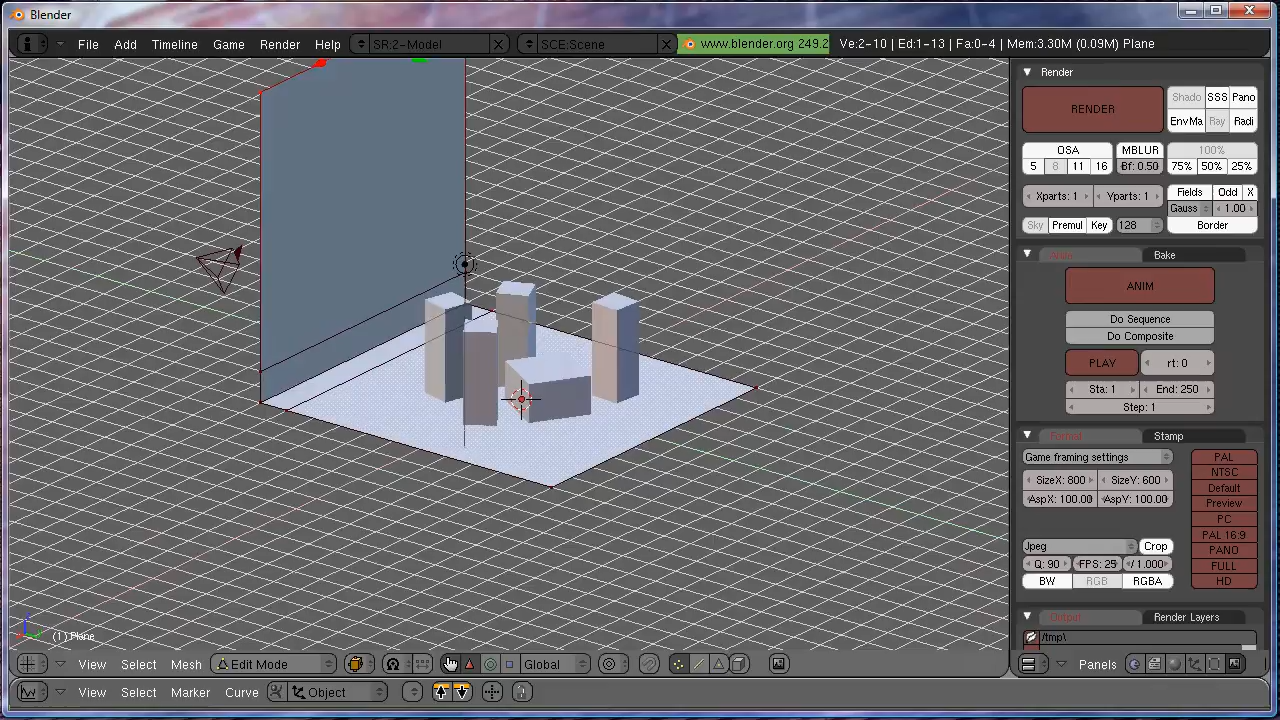 Blender
File Add Timeline Game Render Help SR:2-Model SCE:Scene www.blender.org 249.2 Ve:2-10 | Ed:1-13 | Fa:0-4 | Mem:3.30M (0.09M) Plane
Render
RENDER Shado SSS Pano
EnvMa Ray Radi
OSA MBLUR 100%
5 8 11 16 Bf: 0.50 75% 50% 25%
Xparts: 1 Yparts: 1 Fields Odd X
Gauss 1.00
Sky Premul Key 128 Border
Anim Bake
ANIM
Do Sequence
Do Composite
PLAY rt: 0
Sta: 1 End: 250
Step: 1
Format Stamp
Game framing settings PAL
SizeX: 800 SizeY: 600 NTSC
Default
AspX: 100.00 AspY: 100.00 Preview
PC
PAL 16:9
Jpeg Crop PANO
Q: 90 FPS: 25 / 1.000 FULL
BW RGB RGBA HD
Output Render Layers
/tmp\
(1) Plane
View Select Mesh Edit Mode Global Panels
View Select Marker Curve Object